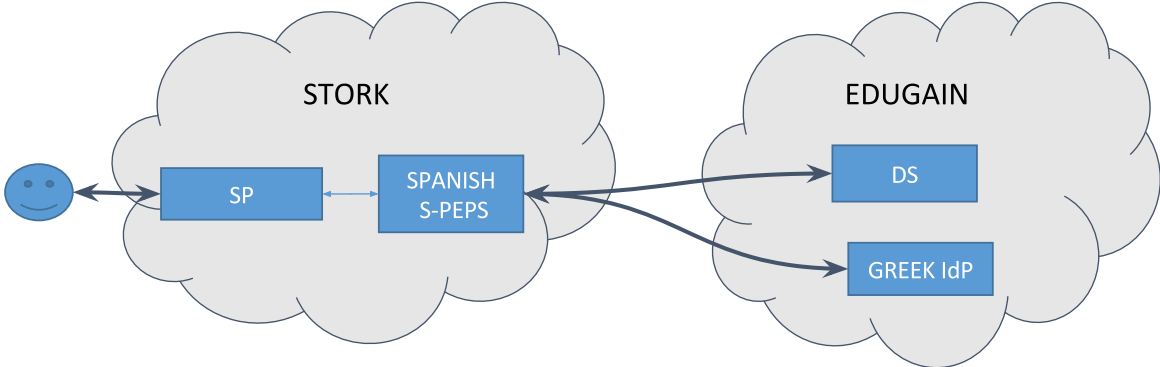 STORK
EDUGAIN
SP
SPANISH
S-PEPS
DS
GREEK IdP